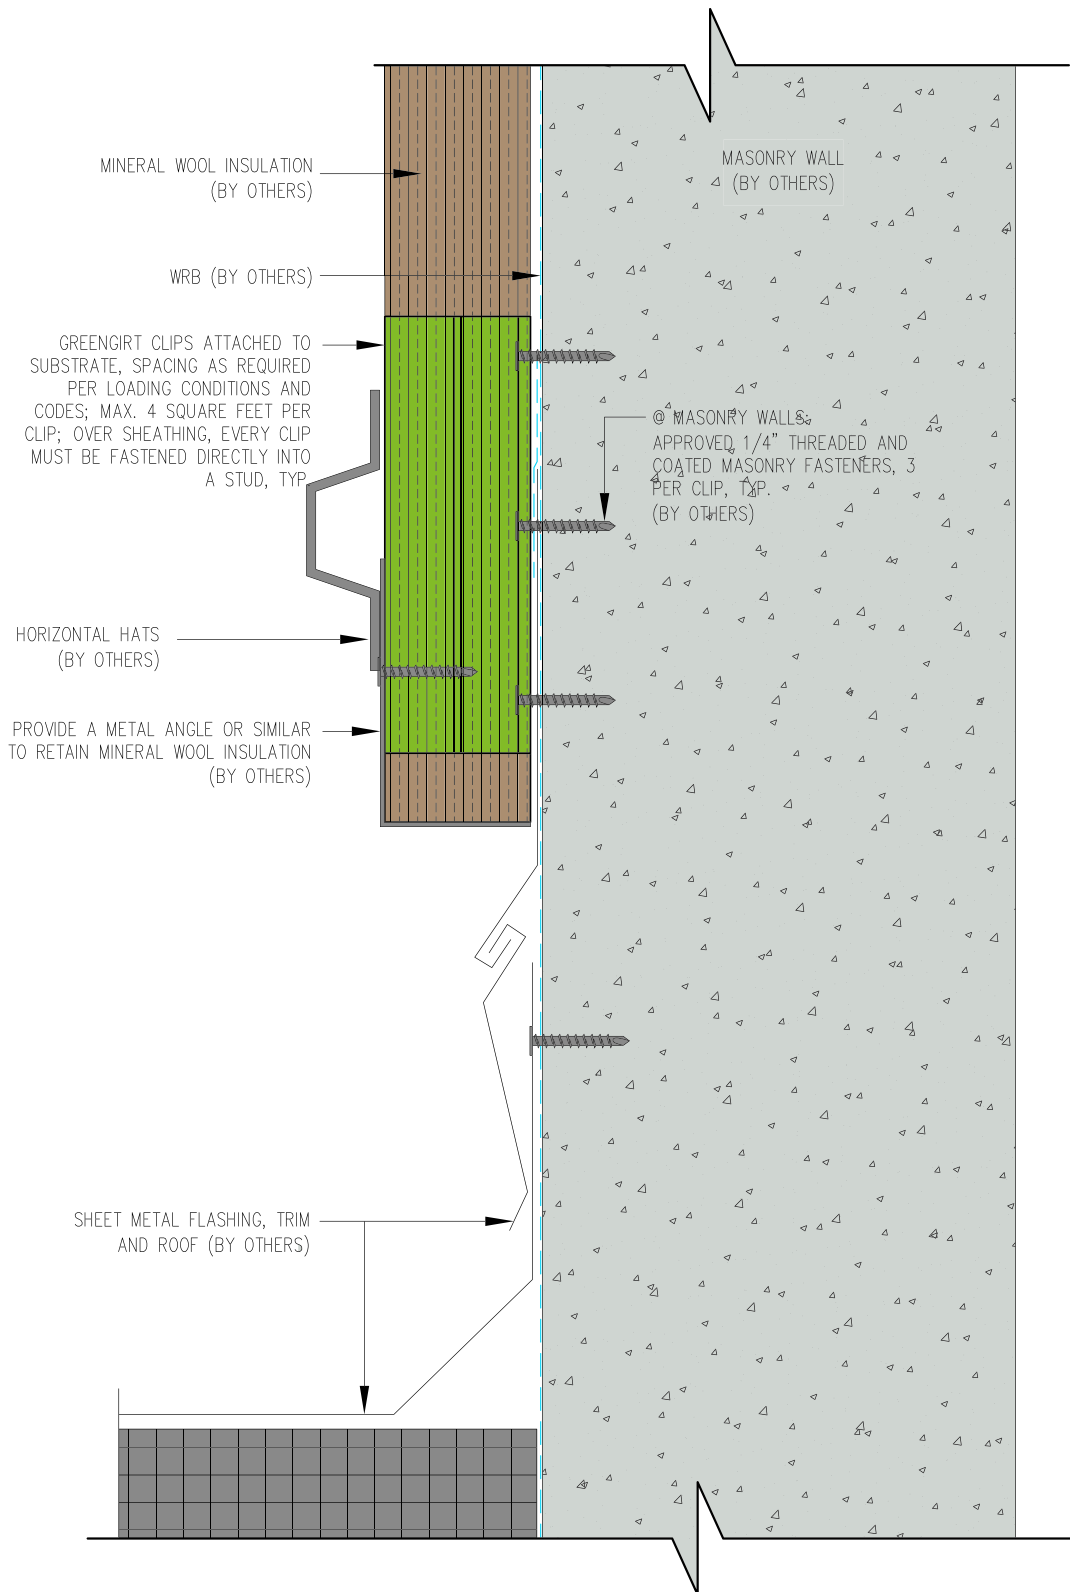 MASONRY WALL
(BY OTHERS)
MINERAL WOOL INSULATION
(BY OTHERS)
WRB (BY OTHERS)
GREENGIRT CLIPS ATTACHED TO
SUBSTRATE, SPACING AS REQUIRED
PER LOADING CONDITIONS AND
CODES; MAX. 4 SQUARE FEET PER
CLIP; OVER SHEATHING, EVERY CLIP
MUST BE FASTENED DIRECTLY INTO
A STUD, TYP.
@ MASONRY WALLS:
APPROVED 1/4" THREADED AND
COATED MASONRY FASTENERS, 3
PER CLIP, TYP.
(BY OTHERS)
HORIZONTAL HATS
(BY OTHERS)
PROVIDE A METAL ANGLE OR SIMILAR
TO RETAIN MINERAL WOOL INSULATION
(BY OTHERS)
SHEET METAL FLASHING, TRIM
AND ROOF (BY OTHERS)